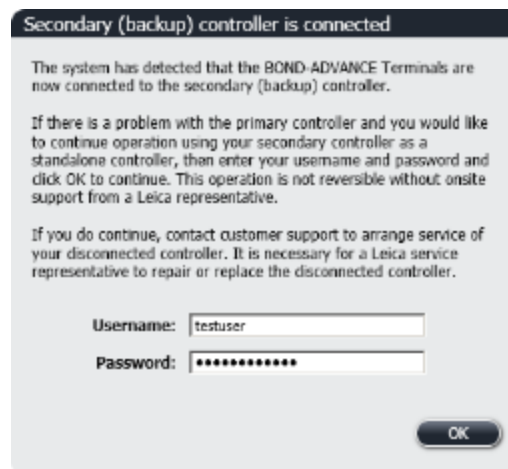 Secondary (backup) controller is connected
The system has detected that the BOND-ADVANCE Terminals are
now connected to the secondary (backup) controller.
If there is a problem with the primary controller and you would like
to continue operation using your secondary controller as a
standalone controller, then enter your username and password and
click OK to continue. This operation is not reversible without onsite
support from a Leica representative.
If you do continue, contact customer support to arrange service of
your disconnected controller. It is necessary for a Leica service
representative to repair or replace the disconnected controller.
Username: testuser
Password: ●●●●●●●●●●●●
OK